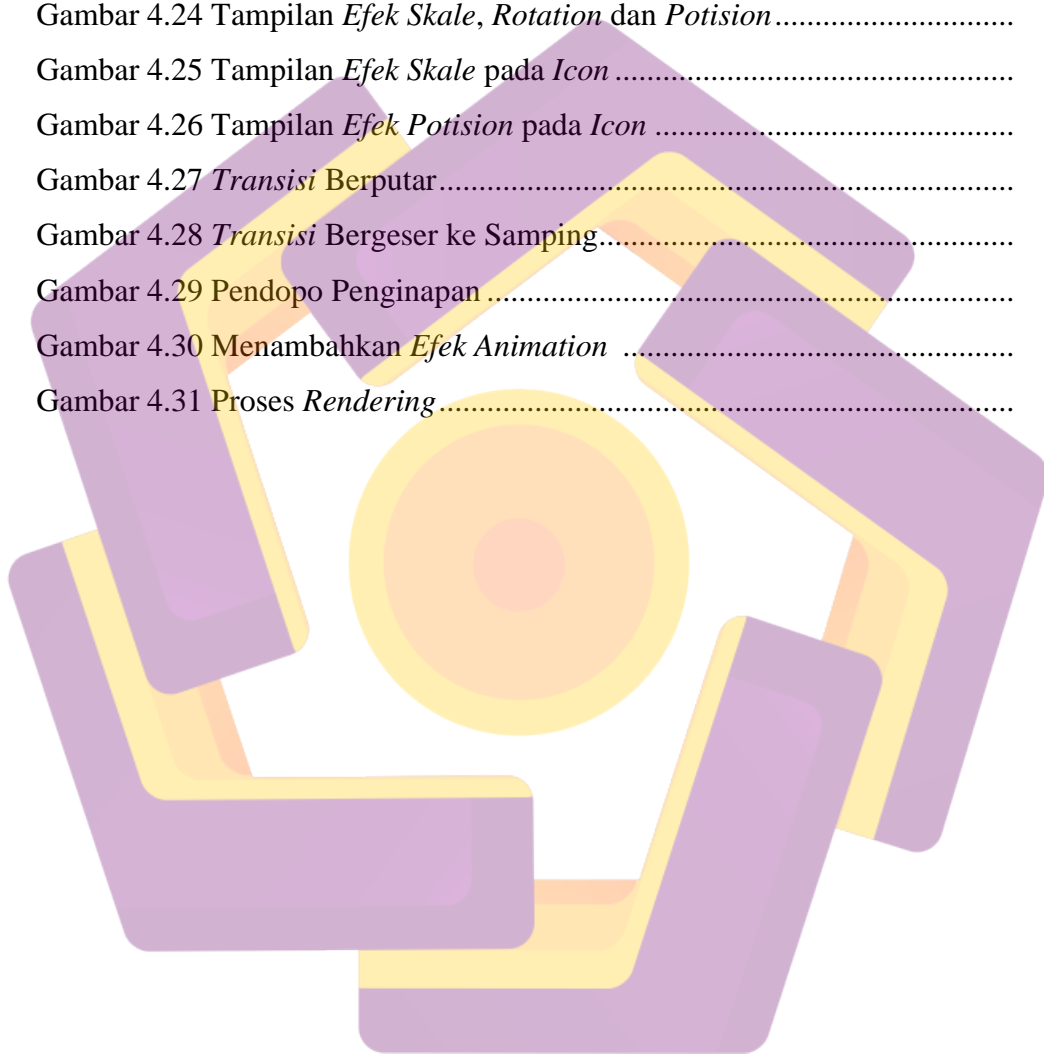 Gambar 4.24 Tampilan Efek Skale, Rotation dan Potision..............................
Gambar 4.25 Tampilan Efek Skale pada Icon ..................................................
Gambar 4.26 Tampilan Efek Potision pada Icon .............................................
Gambar 4.27 Transisi Berputar........................................................................
Gambar 4.28 Transisi Bergeser ke Samping....................................................
Gambar 4.29 Pendopo Penginapan ..................................................................
Gambar 4.30 Menambahkan Efek Animation .................................................
Gambar 4.31 Proses Rendering........................................................................